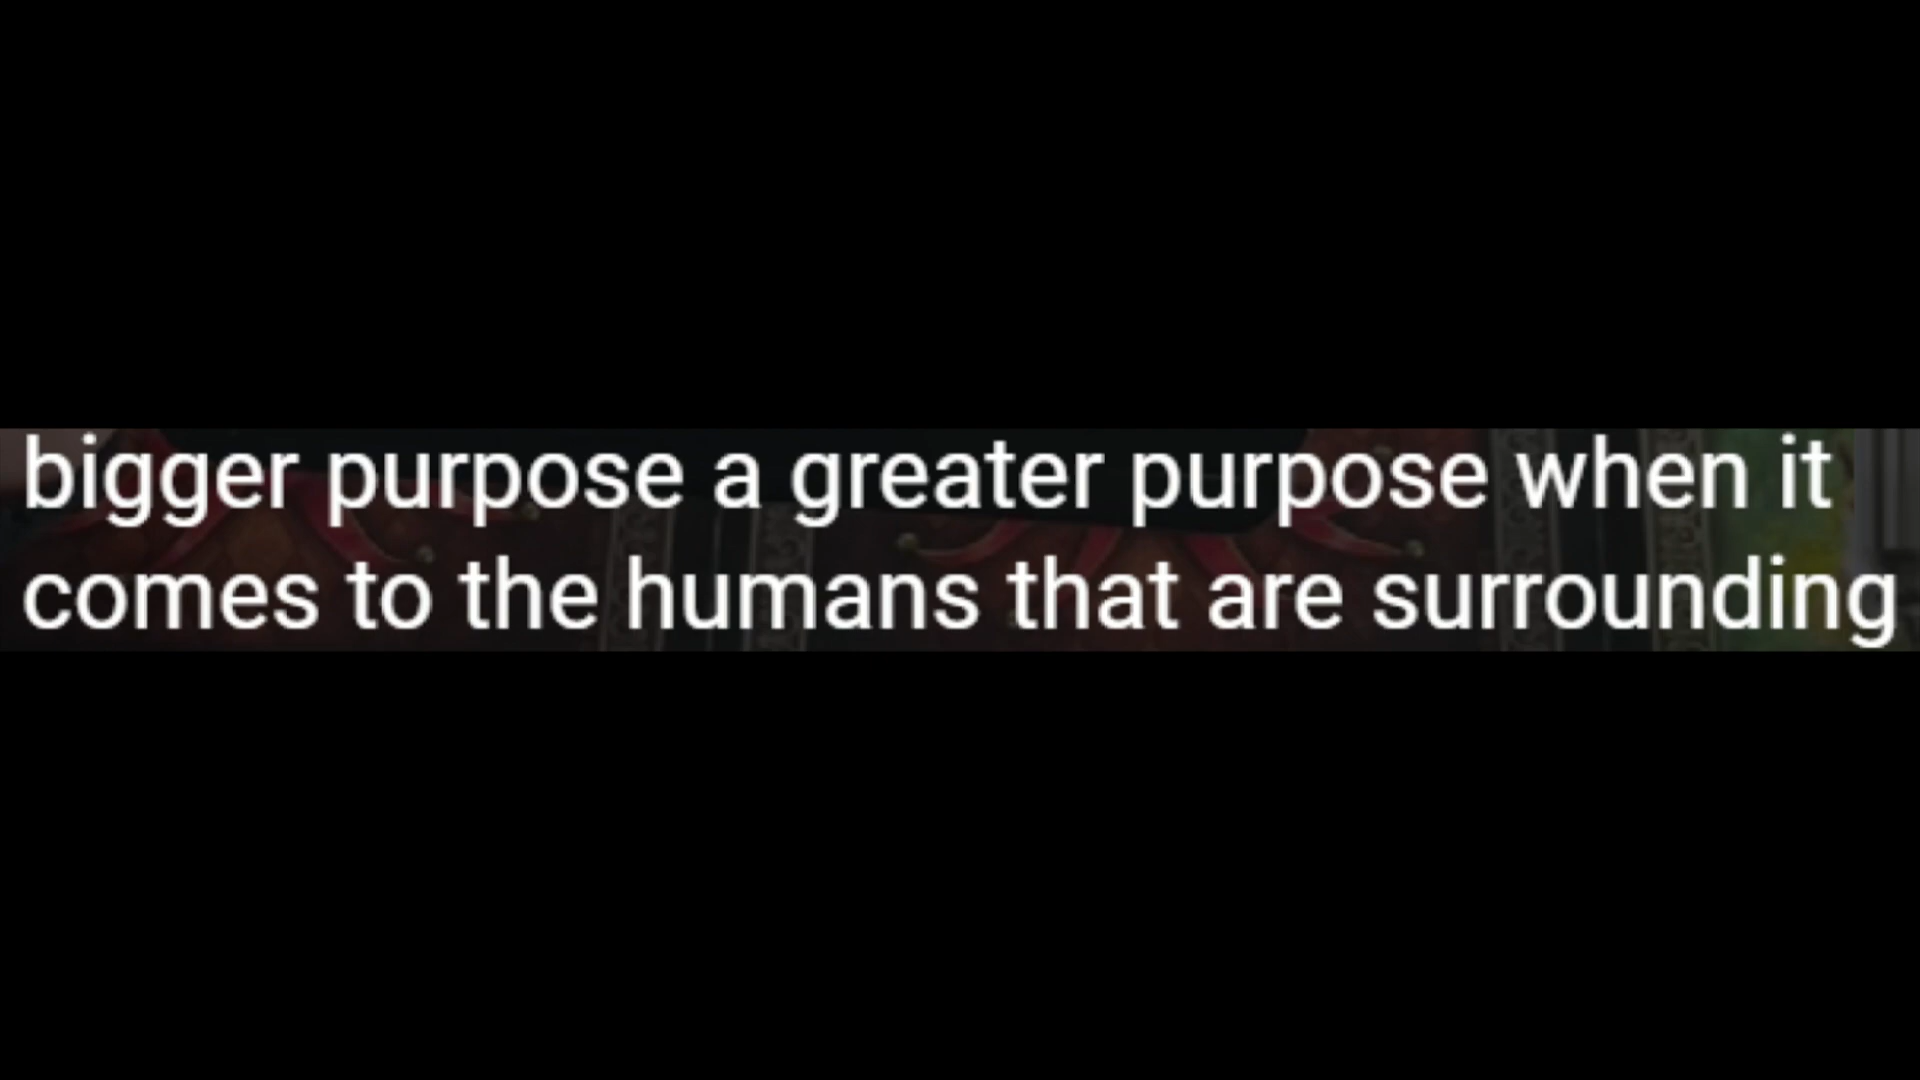 bigger purpose a greater purpose when it
comes to the humans that are surrounding